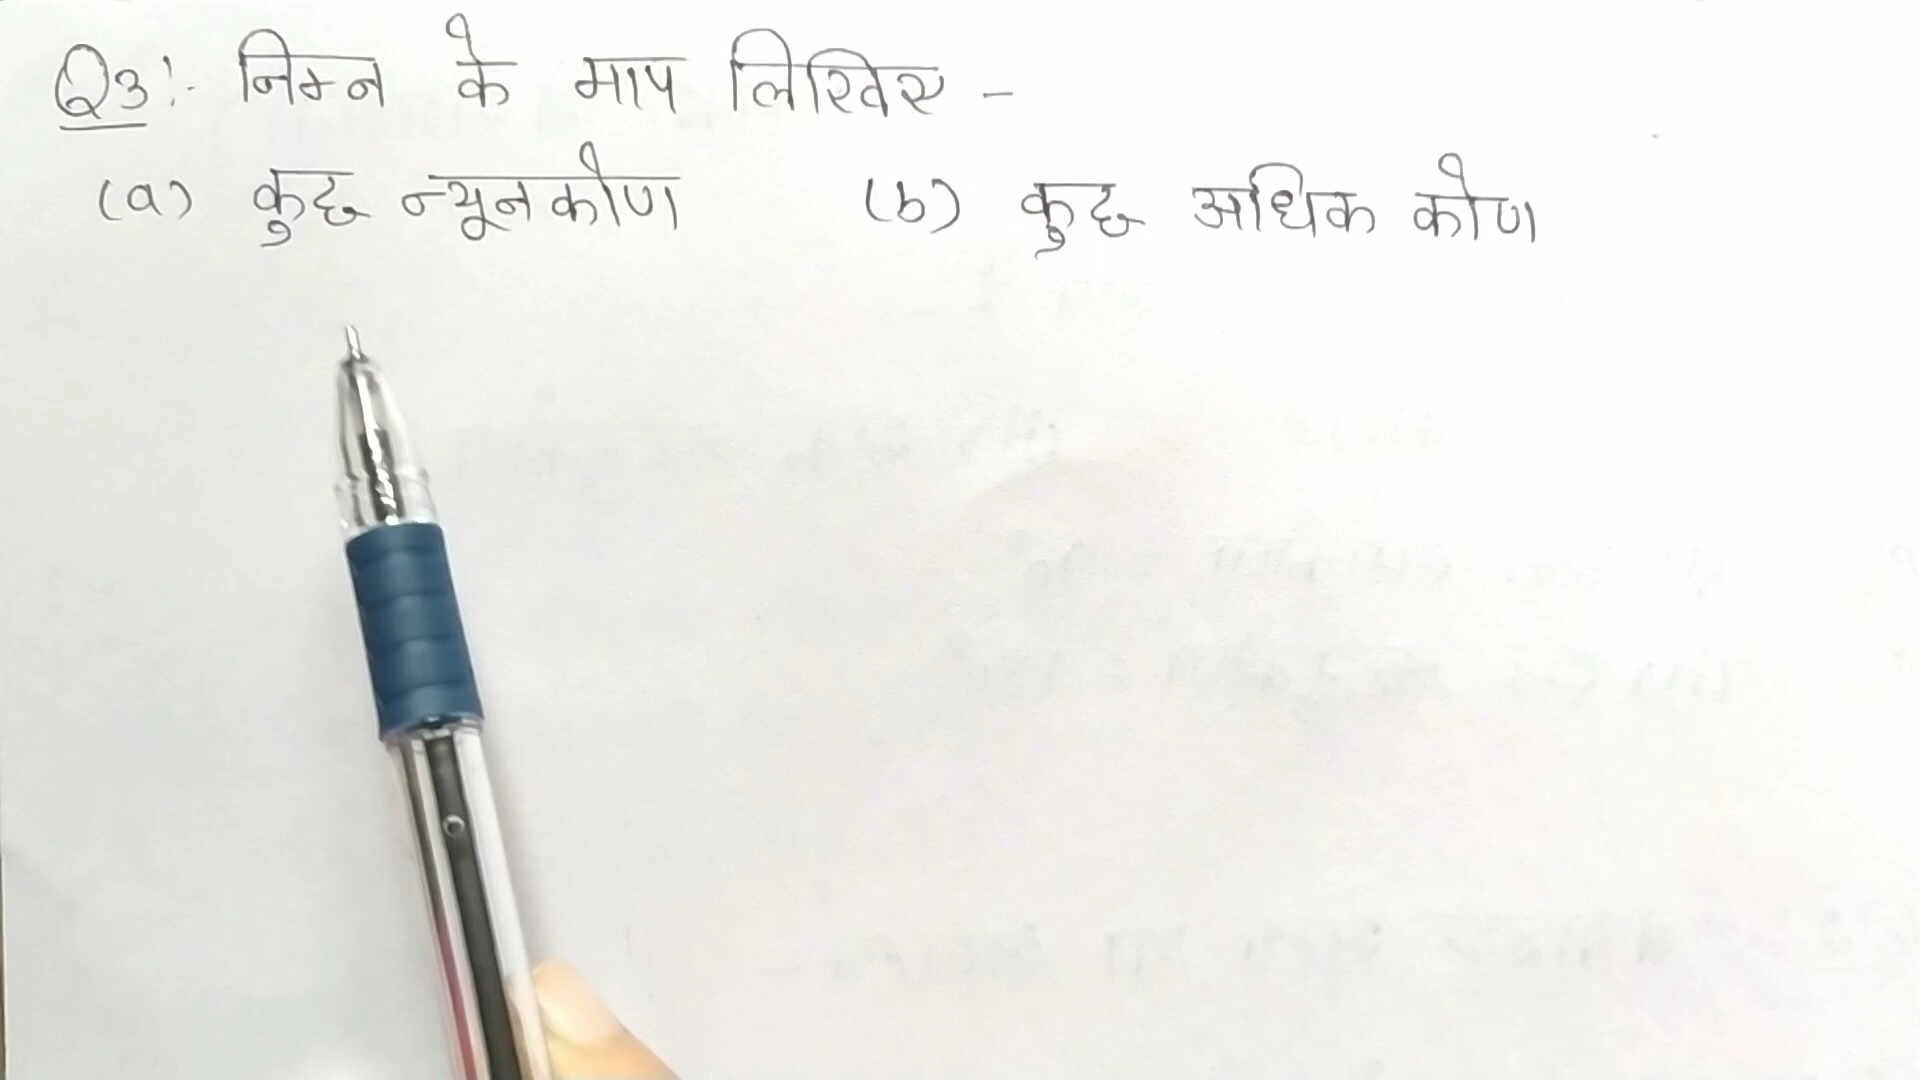 Q3:- निम्न के माप लिखिए -
(a) कुछ न्यूनकोण (b) कुछ अधिक कोण